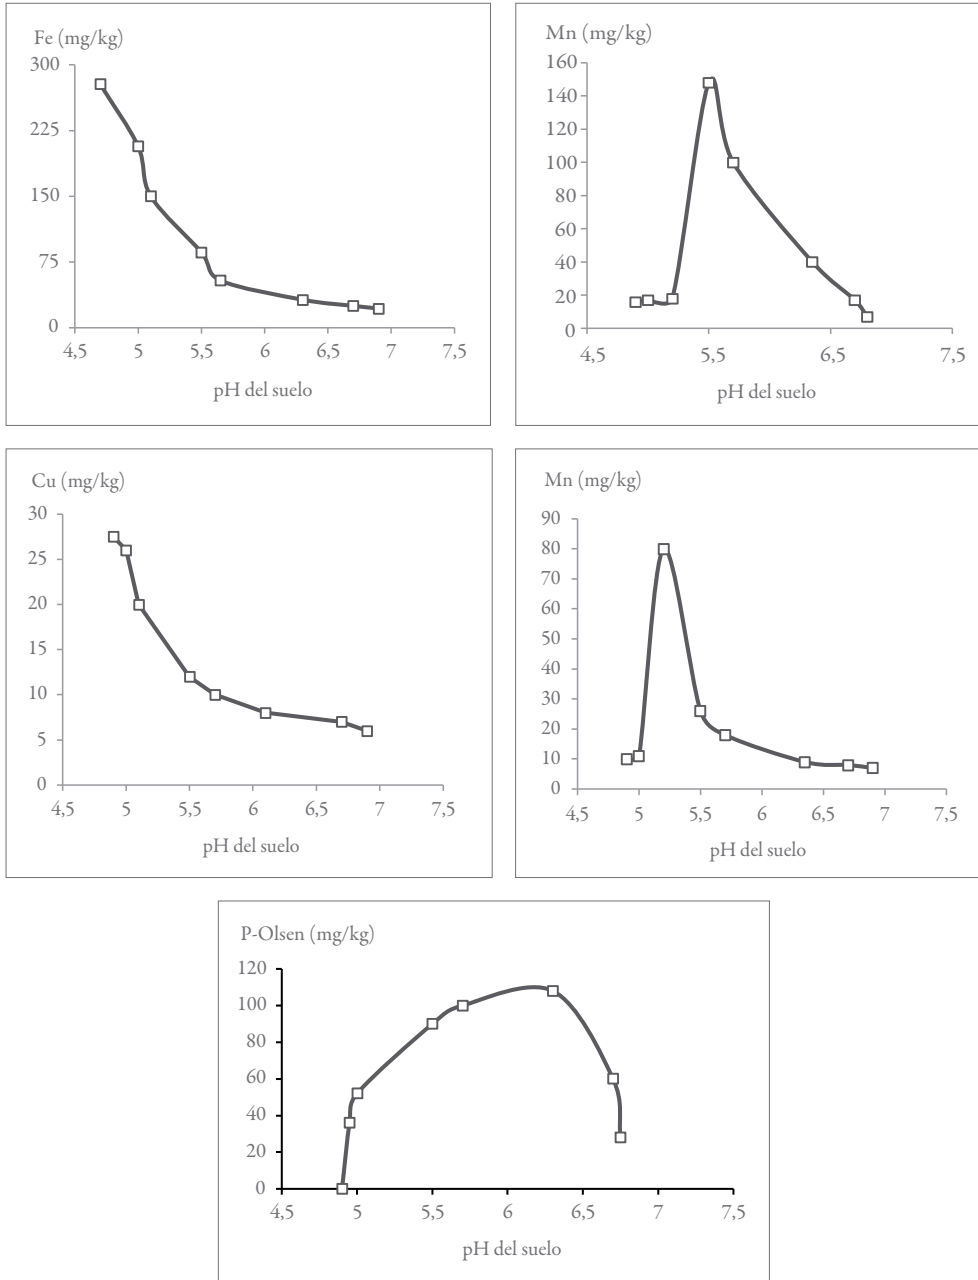 Fe (mg/kg)
300
225
150
75
0
4,5 5 5,5 6 6,5 7 7,5
pH del suelo
Mn (mg/kg)
160
140
120
100
80
60
40
20
0
4,5 5,5 6,5 7,5
pH del suelo
Cu (mg/kg)
30
25
20
15
10
5
0
4,5 5 5,5 6 6,5 7 7,5
pH del suelo
Mn (mg/kg)
90
80
70
60
50
40
30
20
10
0
4,5 5 5,5 6 6,5 7 7,5
pH del suelo
P-Olsen (mg/kg)
120
100
80
60
40
20
0
4,5 5 5,5 6 6,5 7 7,5
pH del suelo